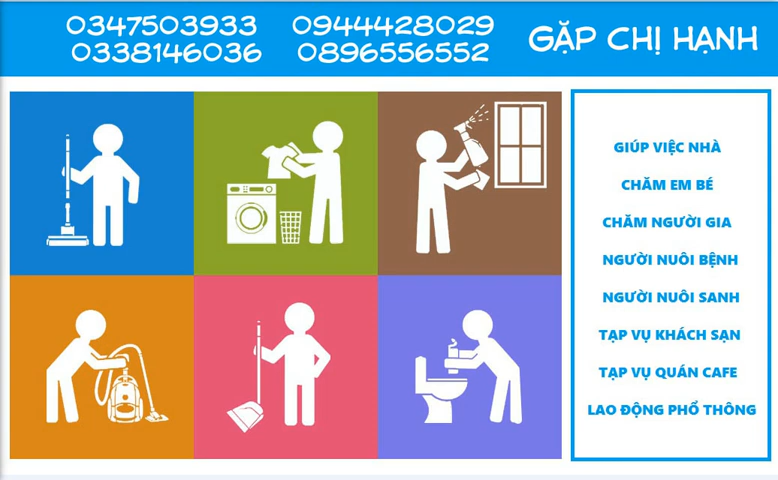 0347503933 0944428029
0338146036 0896556552
GẶP CHỊ HẠNH
GIÚP VIỆC NHÀ
CHĂM EM BÉ
CHĂM NGƯỜI GIA
NGƯỜI NUÔI BỆNH
NGƯỜI NUÔI SANH
TẠP VỤ KHÁCH SẠN
TẠP VỤ QUÁN CAFE
LAO ĐỘNG PHỔ THÔNG